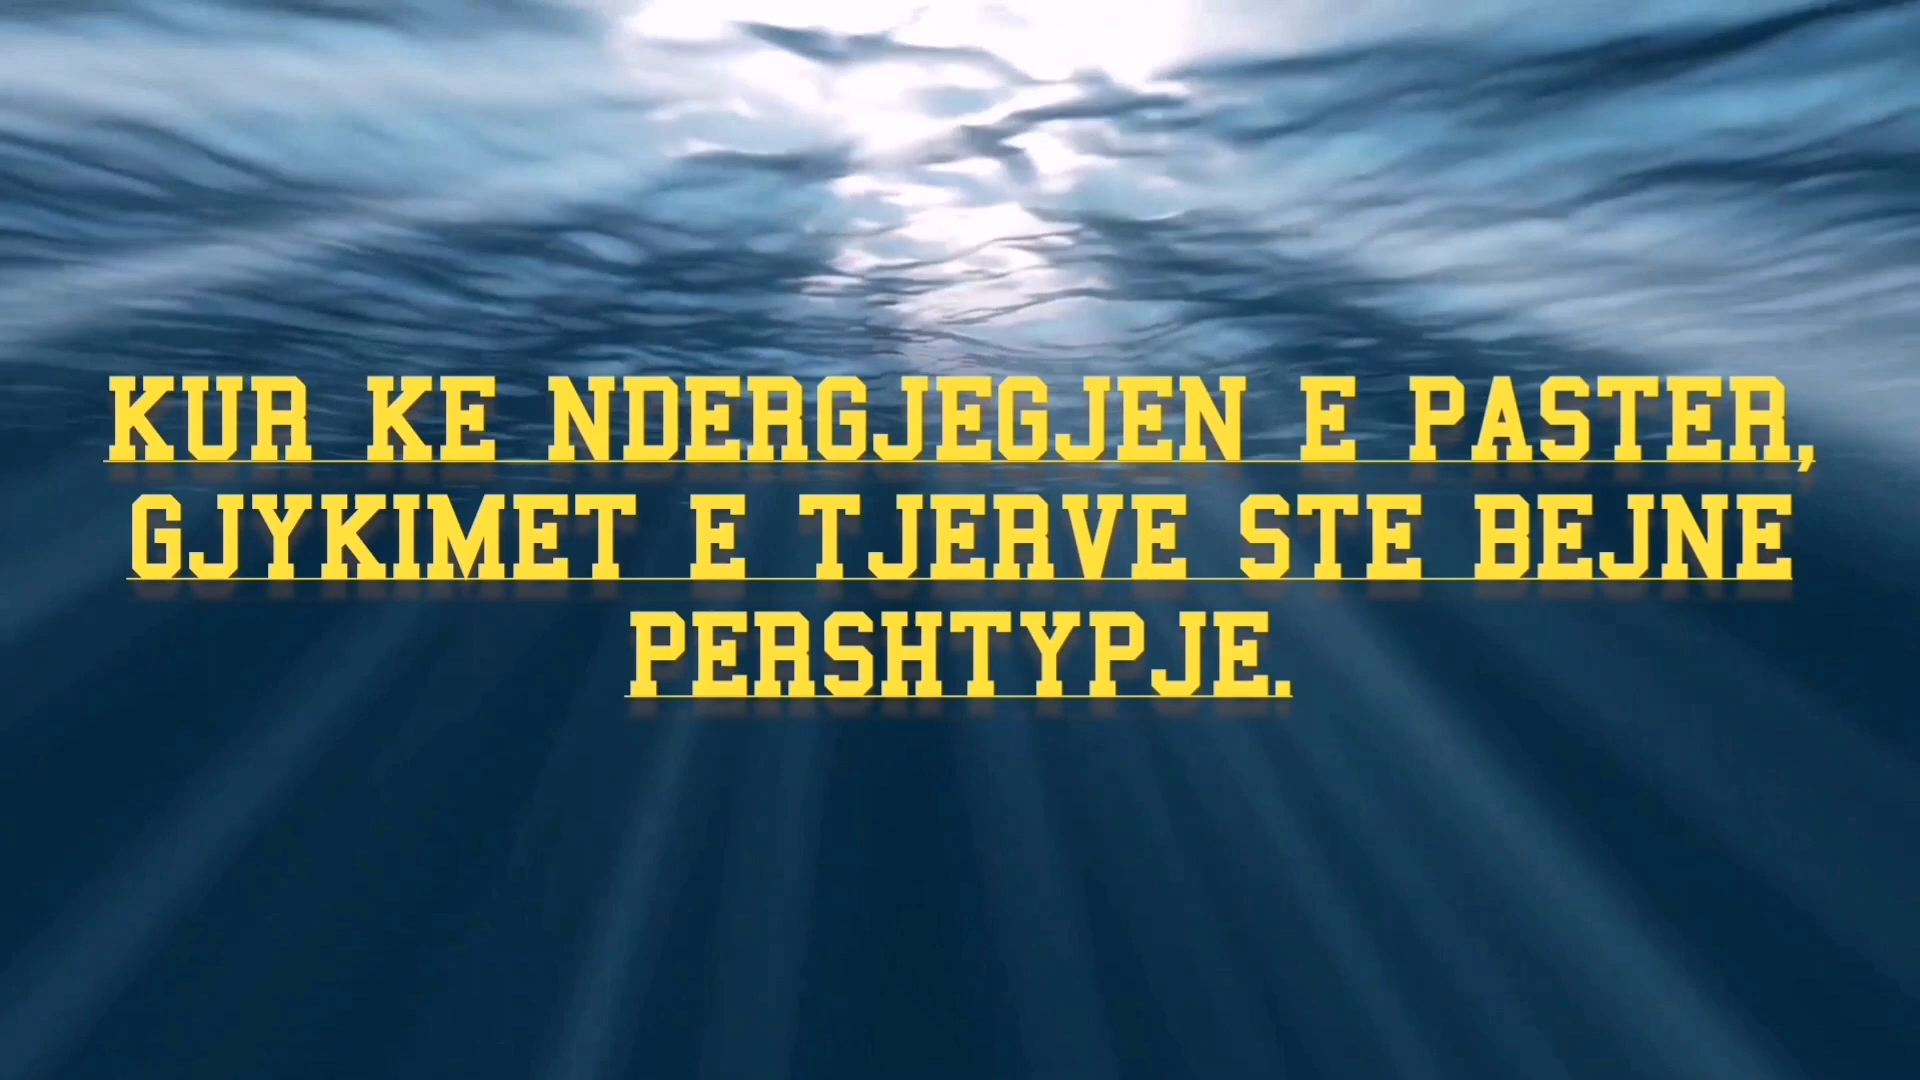 KUR KE NDERGJEGJEN E PASTER,
GJYKIMET E TJERVE STE BEJNE
PERSHTYPJE.